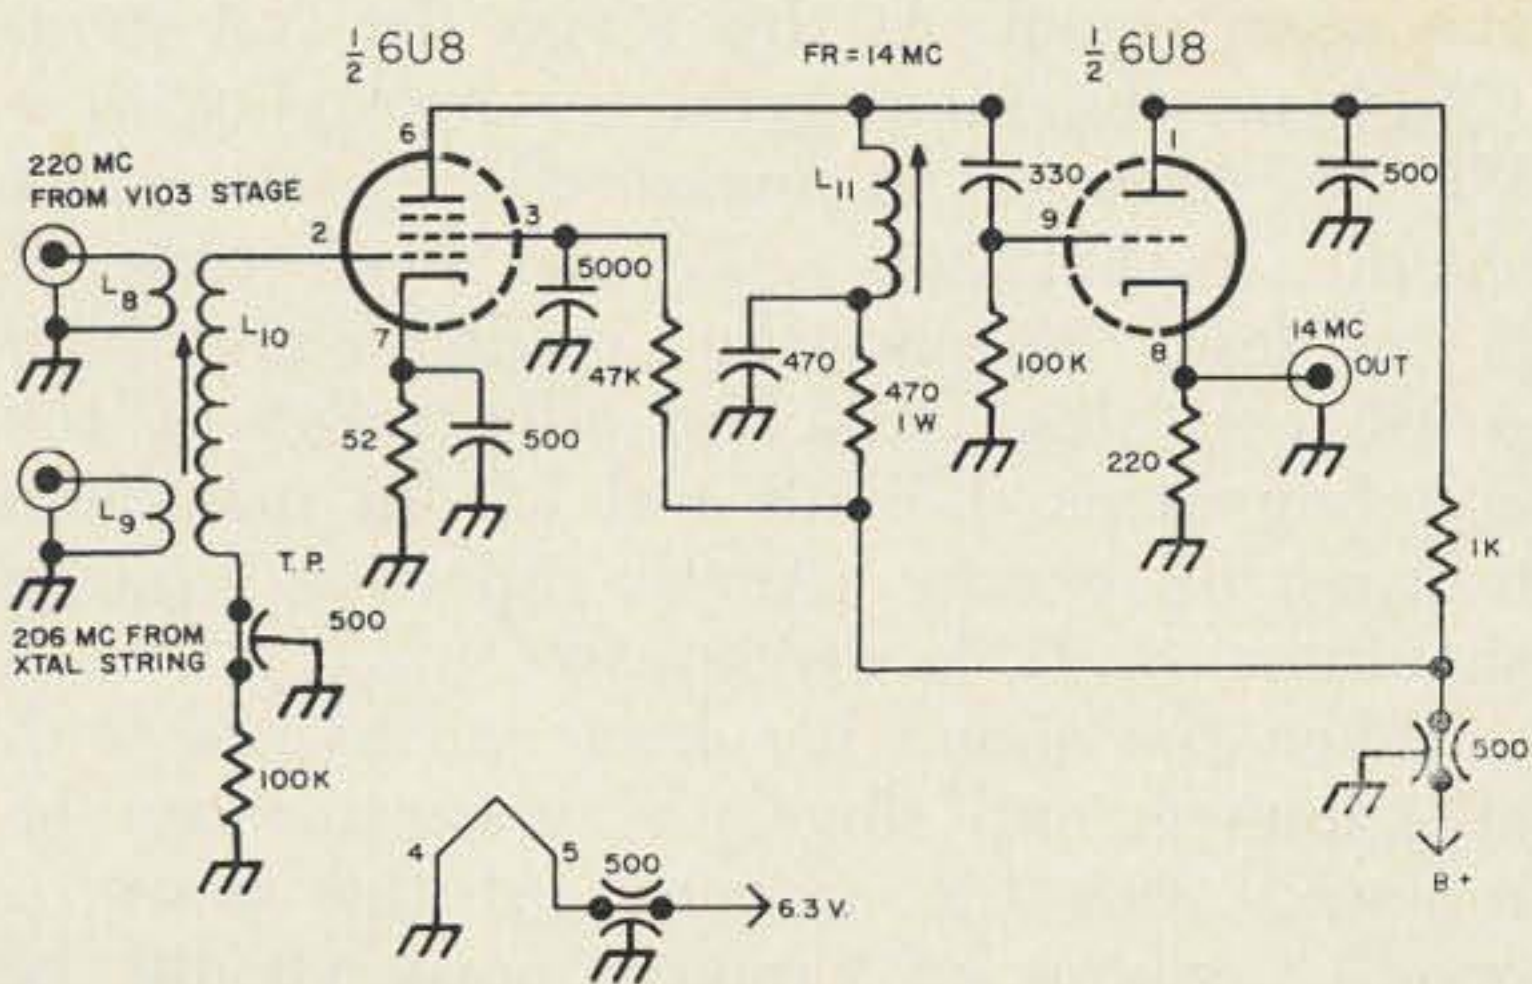 1/2 6U8
FR = 14 MC
1/2 6U8
6
1
220 MC
FROM V103 STAGE
2
3
L11
330
500
9
5000
L8
L10
7
8
14 MC
OUT
47K
470
470
1 W
100K
52
500
220
L9
T. P.
1K
500
206 MC FROM
XTAL STRING
100K
500
4
5
500
6.3 V.
B +